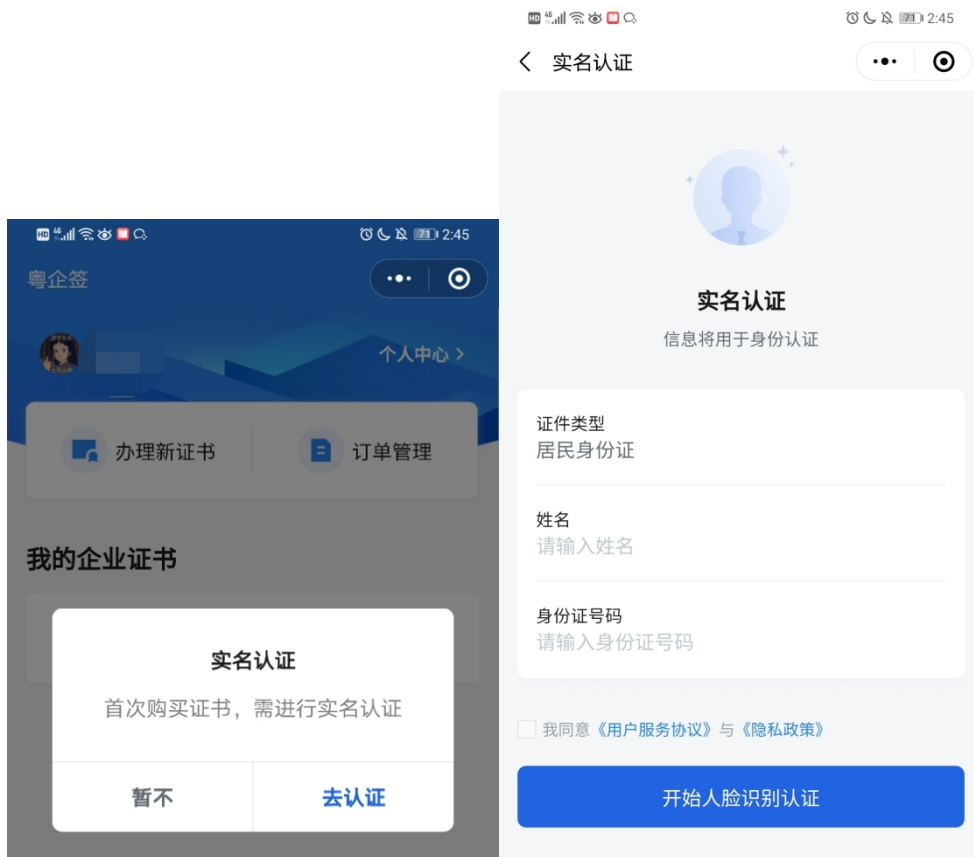 HD 4G 71 2:45
粤企签
个人中心
办理新证书
订单管理
我的企业证书
实名认证
首次购买证书，需进行实名认证
暂不
去认证
HD 4G 71 2:45
实名认证
实名认证
信息将用于身份认证
证件类型
居民身份证
姓名
请输入姓名
身份证号码
请输入身份证号码
我同意《用户服务协议》与《隐私政策》
开始人脸识别认证